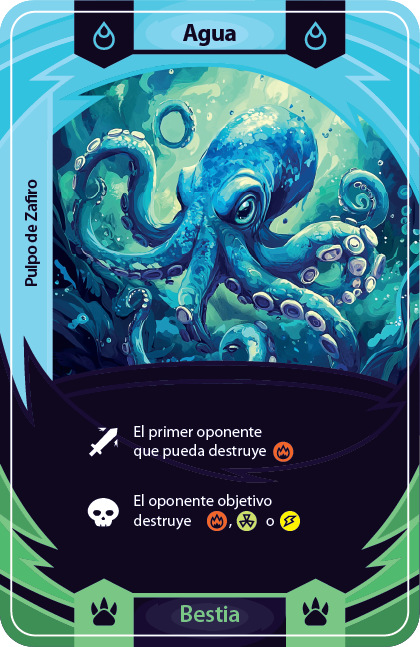 Agua
Pulpo de Zafiro
El primer oponente
que pueda destruye
El oponente objetivo
destruye , o
Bestia